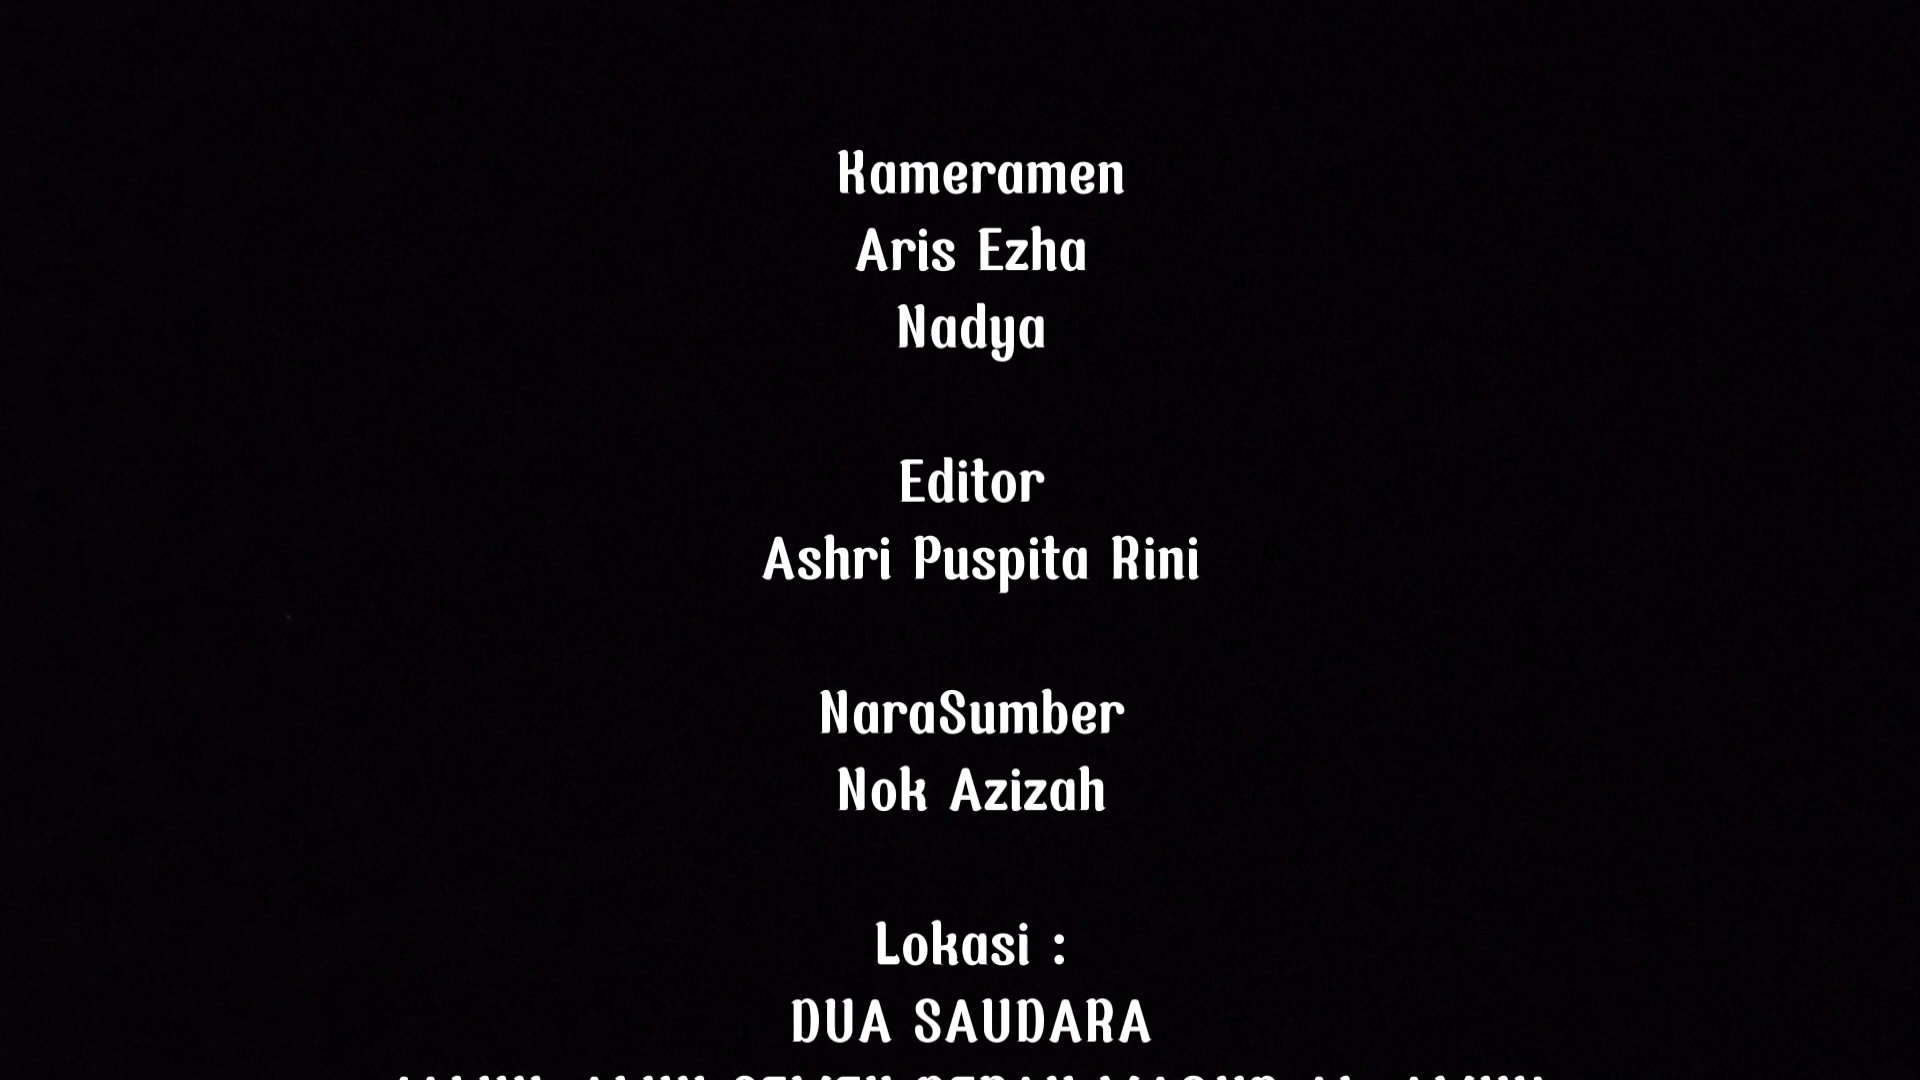 Kameramen
Aris Ezha
Nadya
Editor
Ashri Puspita Rini
NaraSumber
Nok Azizah
Lokasi :
DUA SAUDARA